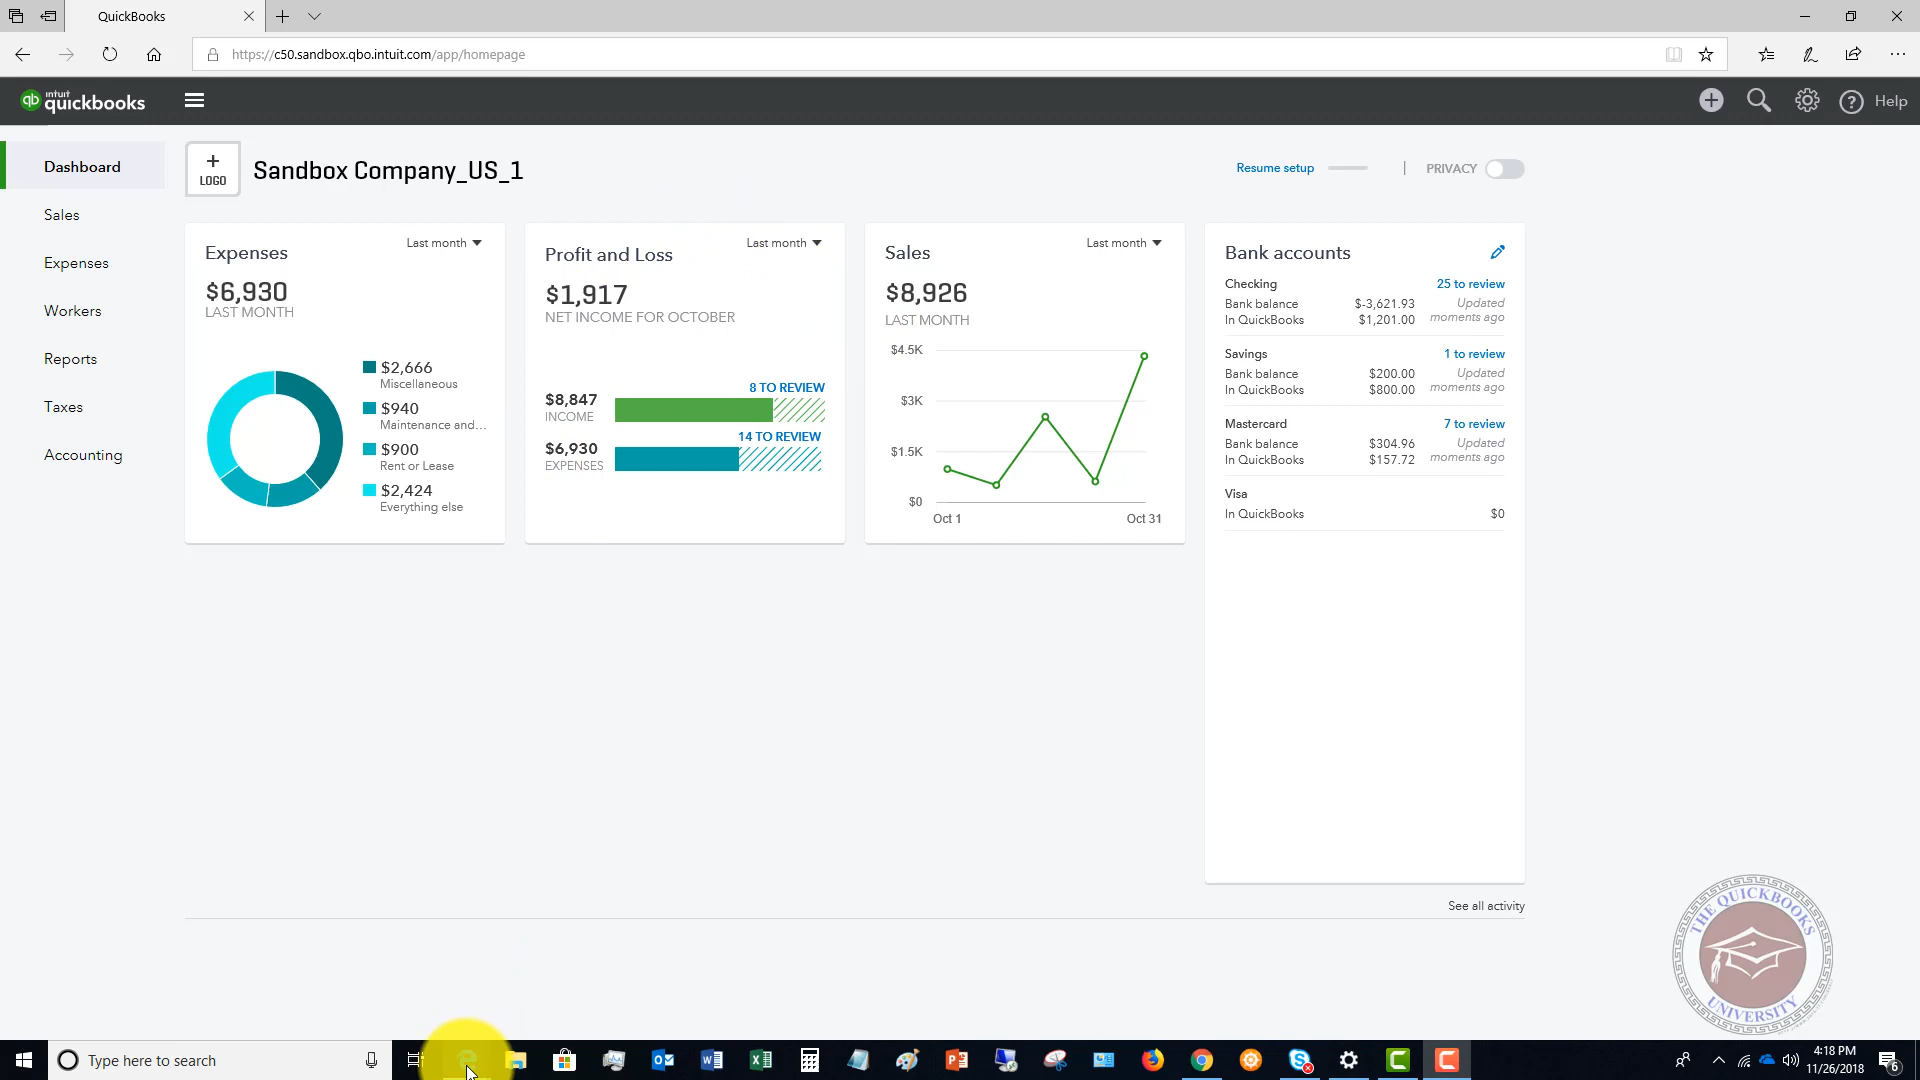 QuickBooks
https://c50.sandbox.qbo.intuit.com/app/homepage
intuit
quickbooks
Help
Dashboard
Sales
Expenses
Workers
Reports
Taxes
Accounting
+
LOGO
Sandbox Company_US_1
Resume setup
PRIVACY
Expenses
Last month
$6,930
LAST MONTH
$2,666
Miscellaneous
$940
Maintenance and...
$900
Rent or Lease
$2,424
Everything else
Profit and Loss
Last month
$1,917
NET INCOME FOR OCTOBER
8 TO REVIEW
$8,847
INCOME
14 TO REVIEW
$6,930
EXPENSES
Sales
Last month
$8,926
LAST MONTH
$4.5K
$3K
$1.5K
$0
Oct 1
Oct 31
Bank accounts
Checking 25 to review
Bank balance $-3,621.93 Updated
In QuickBooks $1,201.00 moments ago
Savings 1 to review
Bank balance $200.00 Updated
In QuickBooks $800.00 moments ago
Mastercard 7 to review
Bank balance $304.96 Updated
In QuickBooks $157.72 moments ago
Visa
In QuickBooks $0
See all activity
THE QUICKBOOKS
UNIVERSITY
Type here to search
4:18 PM
11/26/2018
6